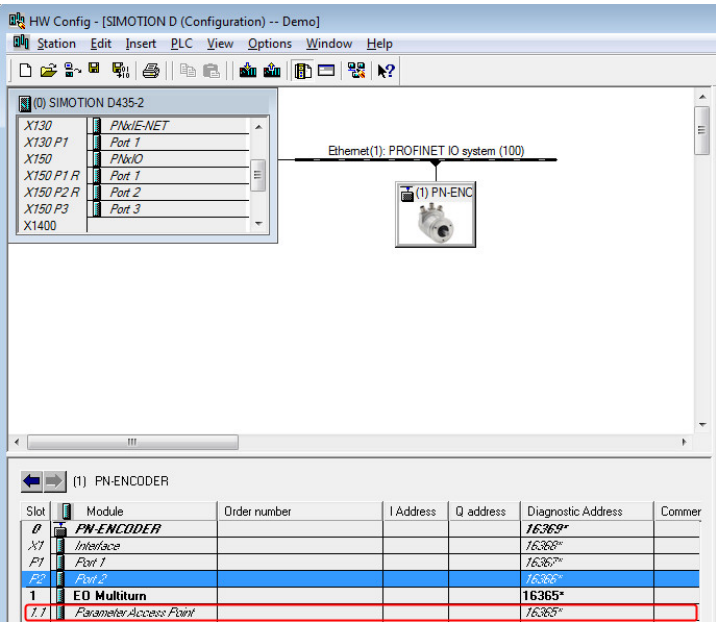 HW Config - [SIMOTION D (Configuration) -- Demo]
Station Edit Insert PLC View Options Window Help
(0) SIMOTION D435-2
X130 PNxIE-NET
X130 P1 Port 1
X150 PNxIO
X150 P1 R Port 1
X150 P2 R Port 2
X150 P3 Port 3
X1400
Ethernet(1): PROFINET IO system (100)
(1) PN-ENC
(1) PN-ENCODER
Slot Module Order number I Address Q address Diagnostic Address Commer
0 PN-ENCODER 16369*
X1 Interface 16368*
P1 Port 1 16367*
P2 Port 2 16366*
1 EO Multiturn 16365*
1.1 Parameter Access Point 16365*